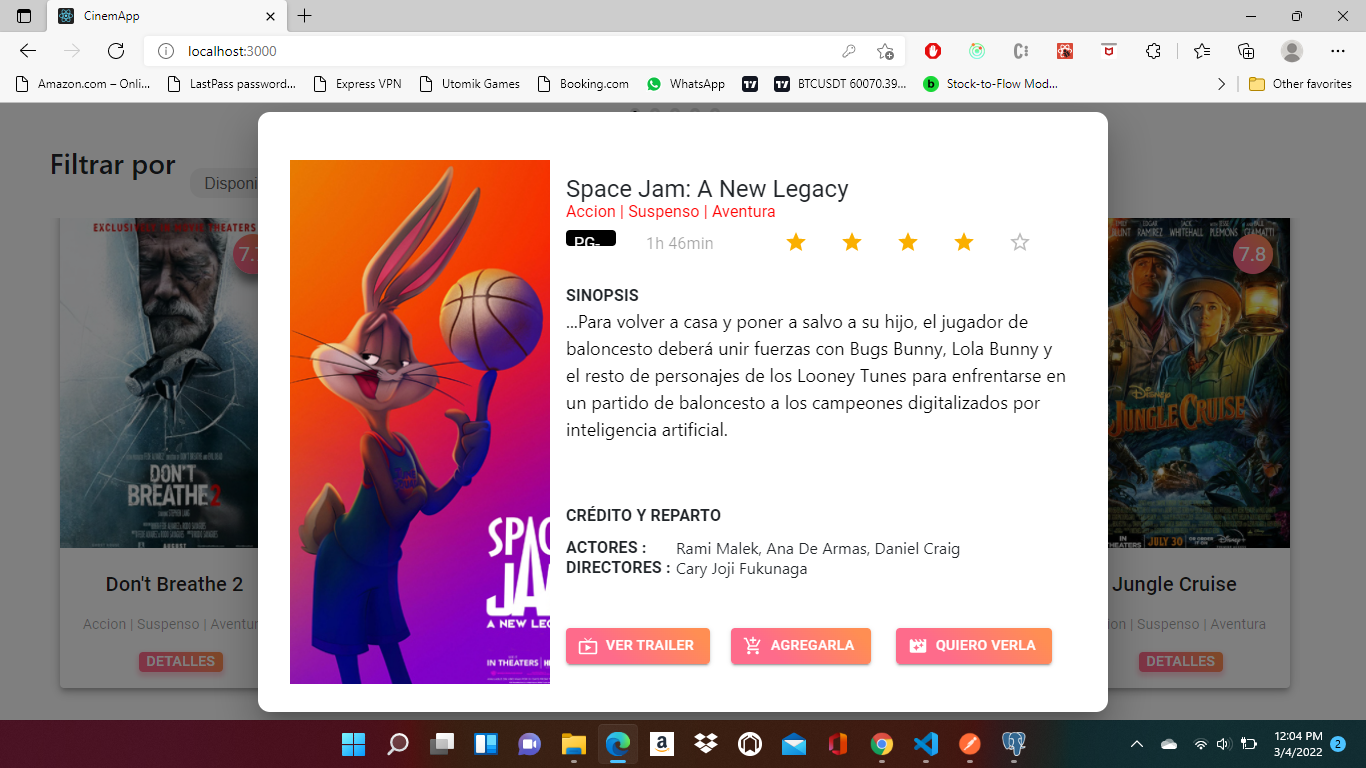 CinemApp
localhost:3000
Amazon.com – Onli...
LastPass password...
Express VPN
Utomik Games
Booking.com
WhatsApp
BTCUSDT 60070.39...
Stock-to-Flow Mod...
Other favorites
Filtrar por
Disponi
Space Jam: A New Legacy
Accion | Suspenso | Aventura
PG-
1h 46min
SINOPSIS
...Para volver a casa y poner a salvo a su hijo, el jugador de
baloncesto deberá unir fuerzas con Bugs Bunny, Lola Bunny y
el resto de personajes de los Looney Tunes para enfrentarse en
un partido de baloncesto a los campeones digitalizados por
inteligencia artificial.
CRÉDITO Y REPARTO
ACTORES : Rami Malek, Ana De Armas, Daniel Craig
DIRECTORES : Cary Joji Fukunaga
VER TRAILER
AGREGARLA
QUIERO VERLA
SPAC
JAM
A NEW LEG
IN THEATERS
7.
DON'T
BREATHE 2
AUGUST
Don't Breathe 2
Accion | Suspenso | Aventur
DETALLES
7.8
Disney
JUNGLE CRUISE
JULY 30
Disney+
Jungle Cruise
ion | Suspenso | Aventura
DETALLES
12:04 PM
3/4/2022
2